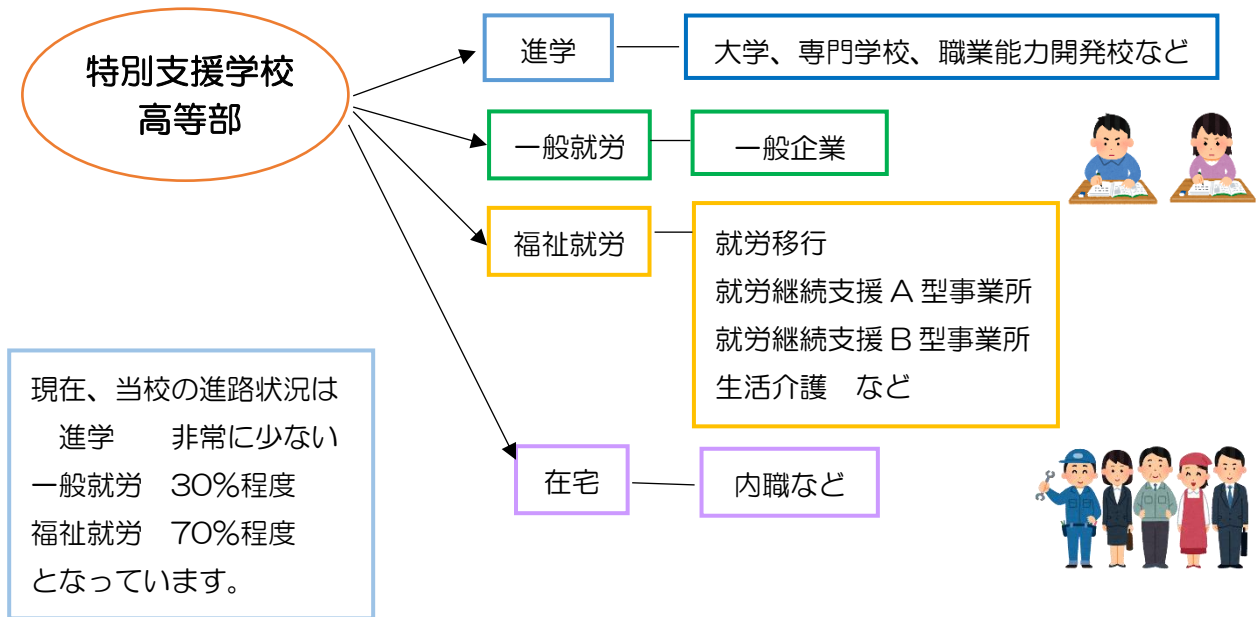 特別支援学校
高等部
進学
大学、専門学校、職業能力開発校など
一般就労
一般企業
福祉就労
就労移行
就労継続支援A型事業所
就労継続支援B型事業所
生活介護　など
在宅
内職など
現在、当校の進路状況は
進学　　非常に少ない
一般就労　30%程度
福祉就労　70%程度
となっています。